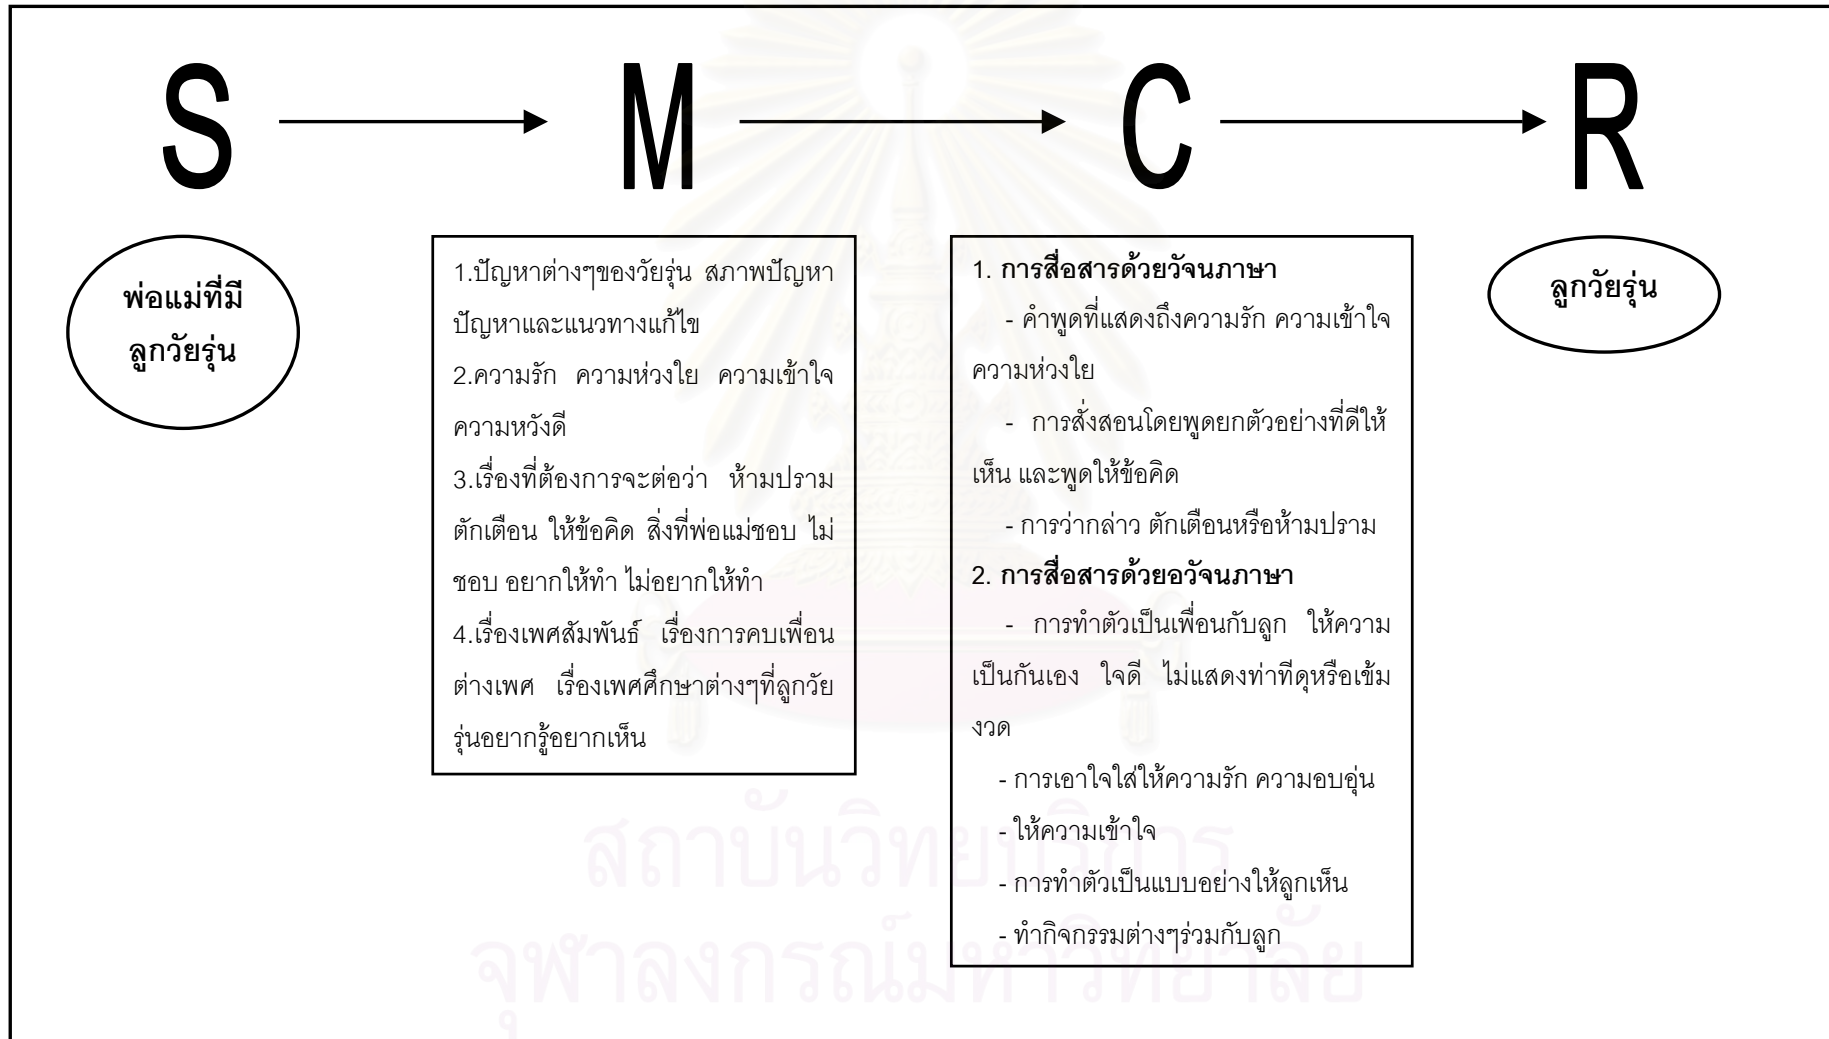 S
M
C
R
พ่อแม่ที่มี
ลูกวัยรุ่น
1.ปัญหาต่างๆของวัยรุ่น สภาพปัญหา
ปัญหาและแนวทางแก้ไข
2.ความรัก ความห่วงใย ความเข้าใจ
ความหวังดี
3.เรื่องที่ต้องการจะต่อว่า ห้ามปราม
ตักเตือน ให้ข้อคิด สิ่งที่พ่อแม่ชอบ ไม่
ชอบ อยากให้ทำ ไม่อยากให้ทำ
4.เรื่องเพศสัมพันธ์ เรื่องการคบเพื่อน
ต่างเพศ เรื่องเพศศึกษาต่างๆที่ลูกวัย
รุ่นอยากรู้อยากเห็น
1. การสื่อสารด้วยวัจนภาษา
- คำพูดที่แสดงถึงความรัก ความเข้าใจ
ความห่วงใย
- การสั่งสอนโดยพูดยกตัวอย่างที่ดีให้
เห็น และพูดให้ข้อคิด
- การว่ากล่าว ตักเตือนหรือห้ามปราม
2. การสื่อสารด้วยอวัจนภาษา
- การทำตัวเป็นเพื่อนกับลูก ให้ความ
เป็นกันเอง ใจดี ไม่แสดงท่าทีดุหรือเข้ม
งวด
- การเอาใจใส่ให้ความรัก ความอบอุ่น
- ให้ความเข้าใจ
- การทำตัวเป็นแบบอย่างให้ลูกเห็น
- ทำกิจกรรมต่างๆร่วมกับลูก
ลูกวัยรุ่น
สถาบันวิทยบริการ
จุฬาลงกรณ์มหาวิทยาลัย